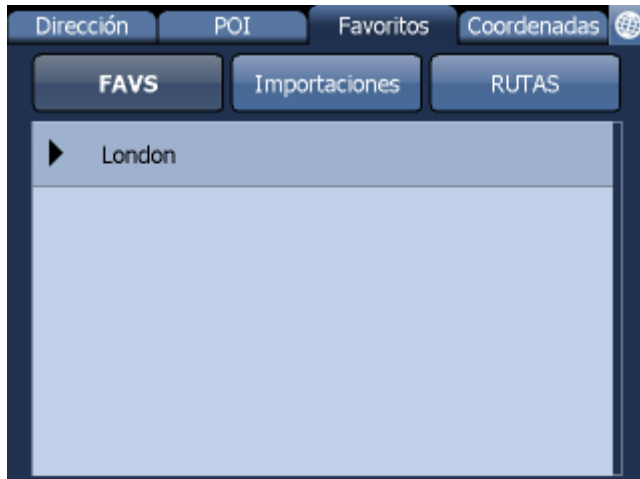 Dirección POI Favoritos Coordenadas
FAVS Importaciones RUTAS
London